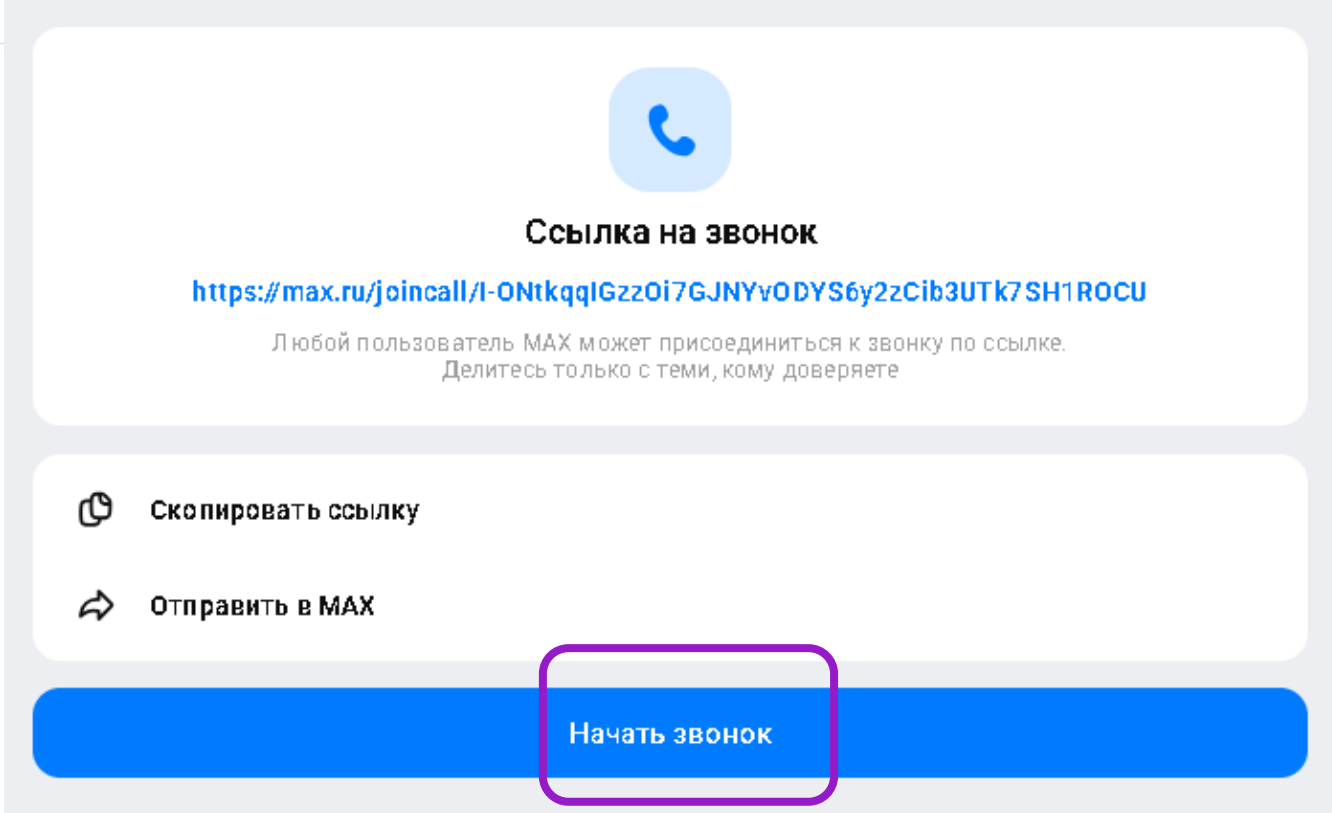 Ссылка на звонок
https://max.ru/joincall/I-ONtkqqIGzzOi7GJNYvODYS6y2zCib3UTk7SH1ROCU
Любой пользователь MAX может присоединиться к звонку по ссылке.
Делитесь только с теми, кому доверяете
Скопировать ссылку
Отправить в MAX
Начать звонок